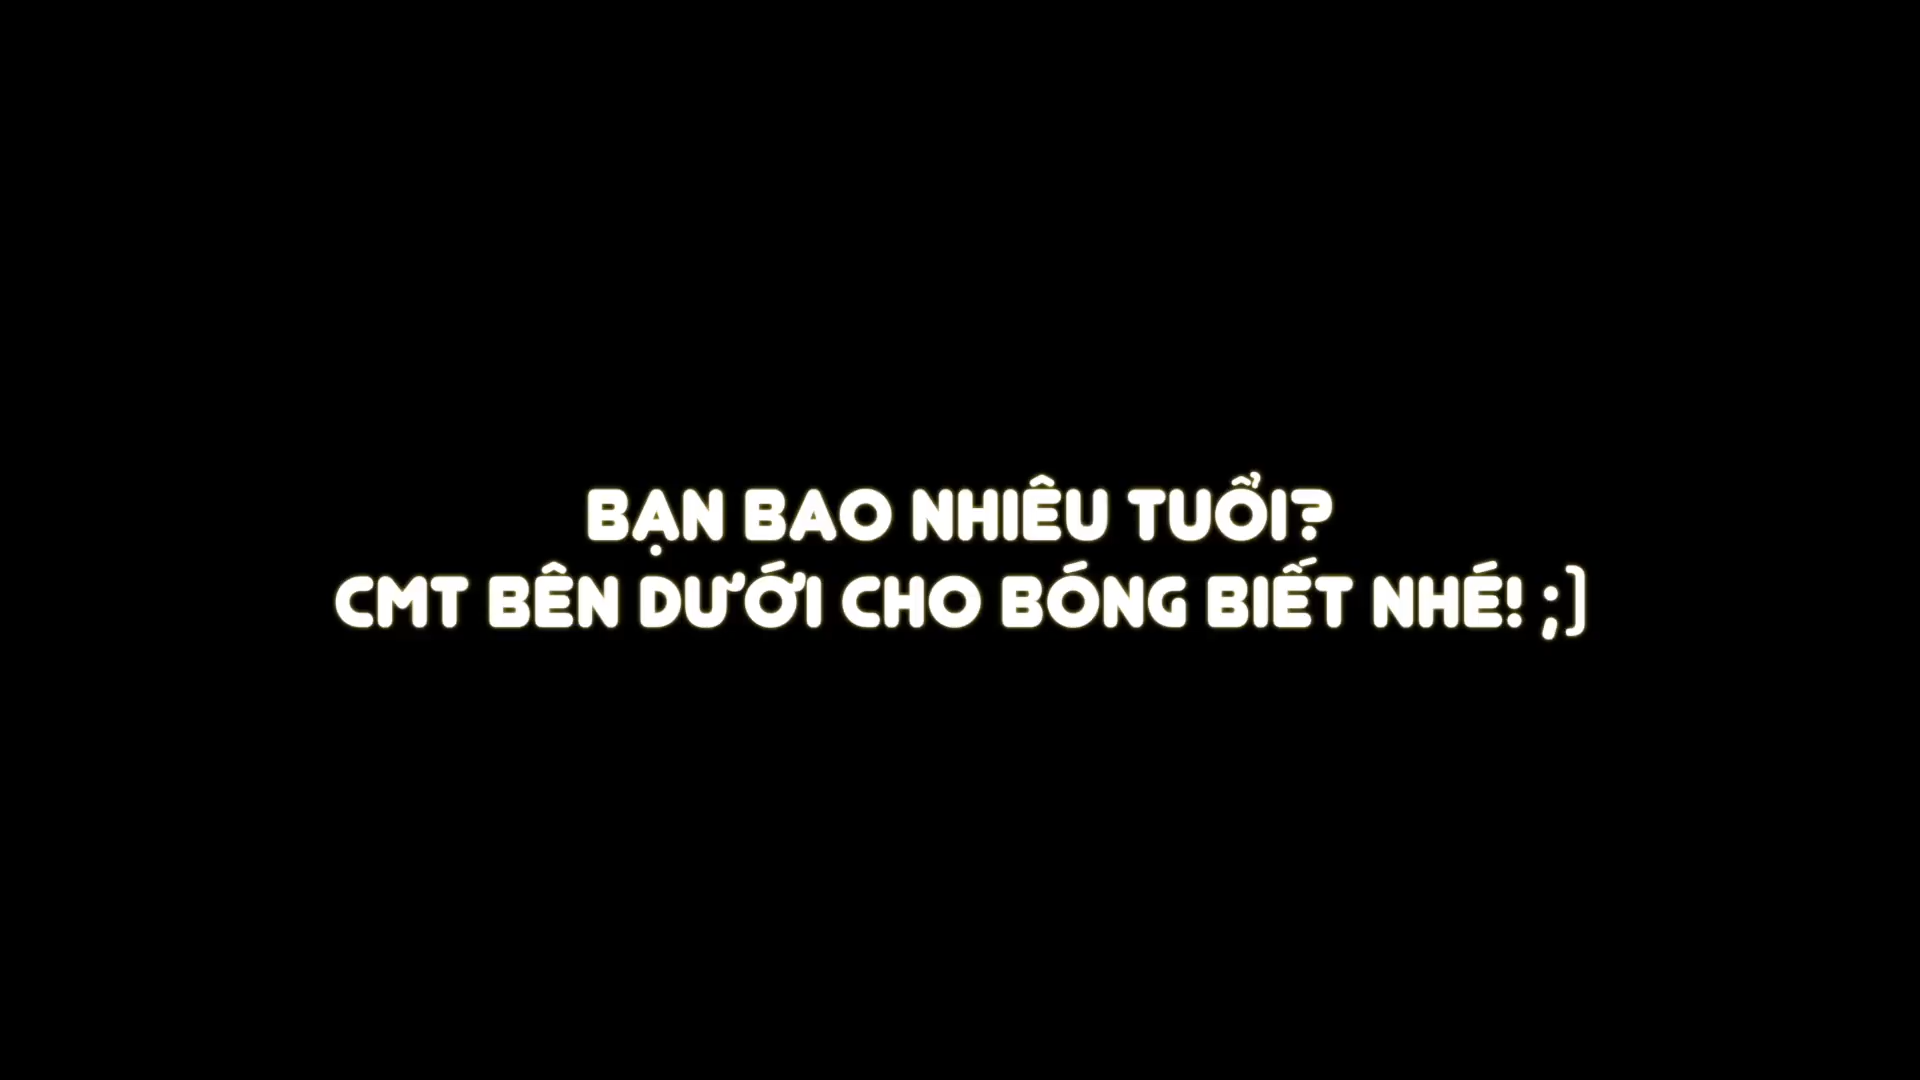 BẠN BAO NHIÊU TUỔI?
CMT BÊN DƯỚI CHO BÓNG BIẾT NHÉ! ;)